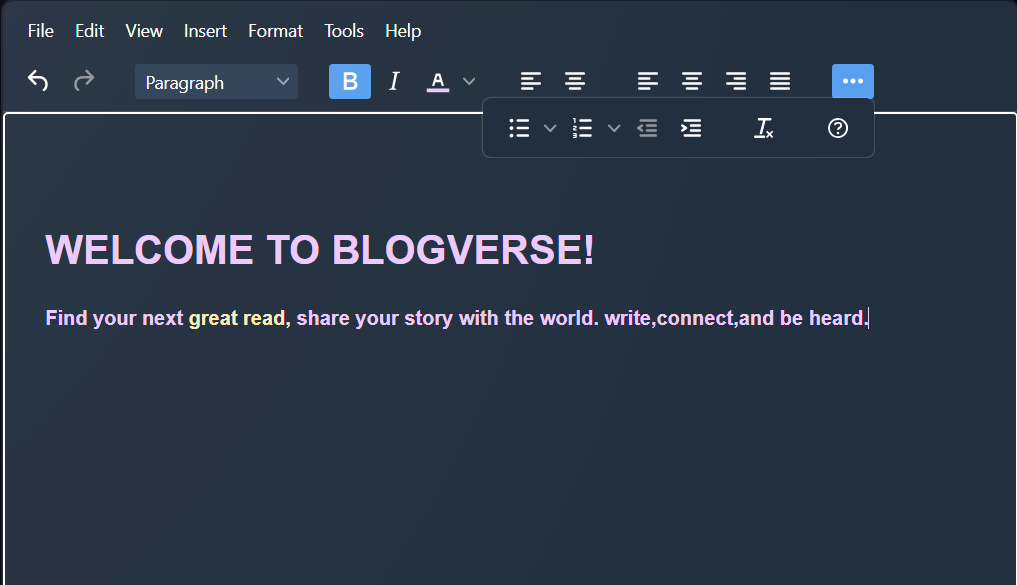 File Edit View Insert Format Tools Help
Paragraph B I A
WELCOME TO BLOGVERSE!
Find your next great read, share your story with the world. write,connect,and be heard.